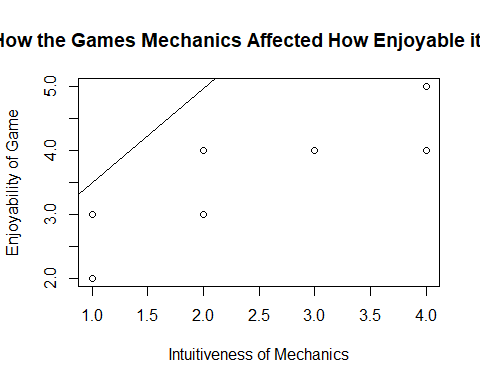 How the Games Mechanics Affected How Enjoyable it
Enjoyability of Game
5.0
4.0
3.0
2.0
1.0 1.5 2.0 2.5 3.0 3.5 4.0
Intuitiveness of Mechanics